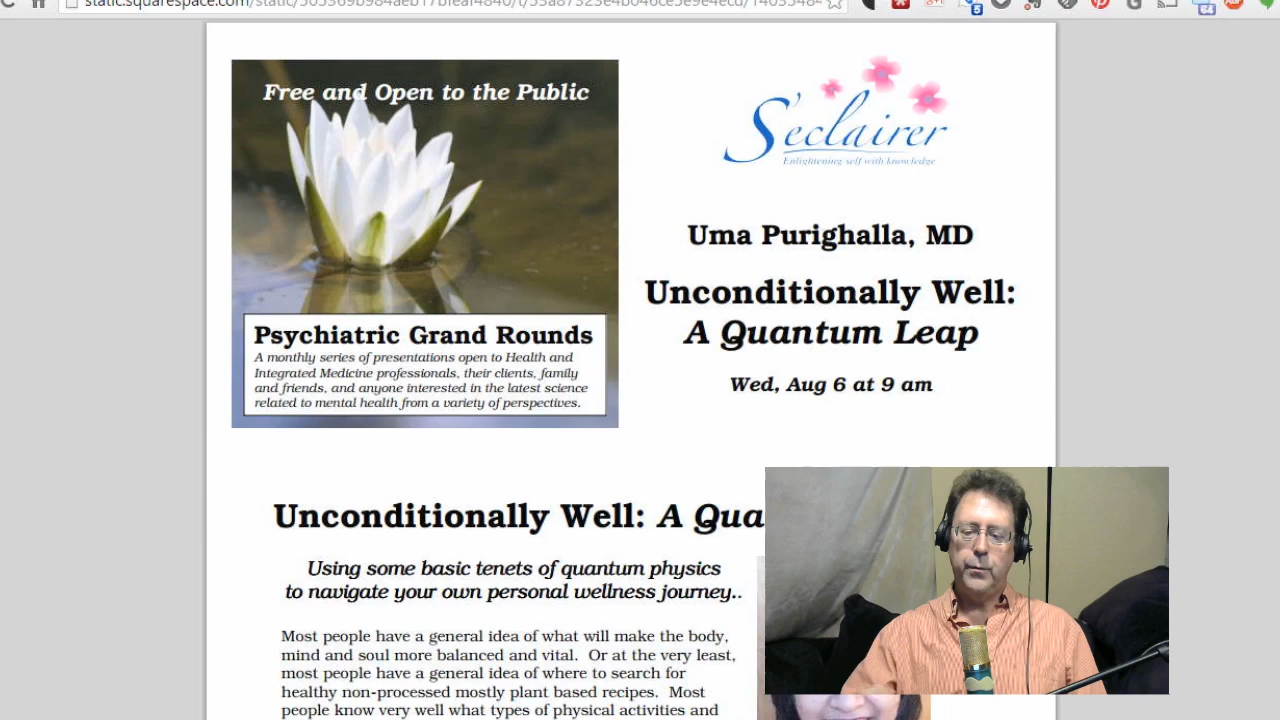 Free and Open to the Public
Psychiatric Grand Rounds
A monthly series of presentations open to Health and
Integrated Medicine professionals, their clients, family
and friends, and anyone interested in the latest science
related to mental health from a variety of perspectives.
S'eclairer
Enlightening self with knowledge
Uma Purighalla, MD
Unconditionally Well:
A Quantum Leap
Wed, Aug 6 at 9 am
Unconditionally Well: A Qua
Using some basic tenets of quantum physics
to navigate your own personal wellness journey..
Most people have a general idea of what will make the body,
mind and soul more balanced and vital. Or at the very least,
most people have a general idea of where to search for
healthy non-processed mostly plant based recipes. Most
people know very well what types of physical activities and